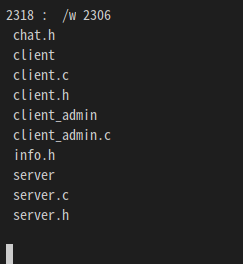 2318 :  /w 2306
chat.h
client
client.c
client.h
client_admin
client_admin.c
info.h
server
server.c
server.h